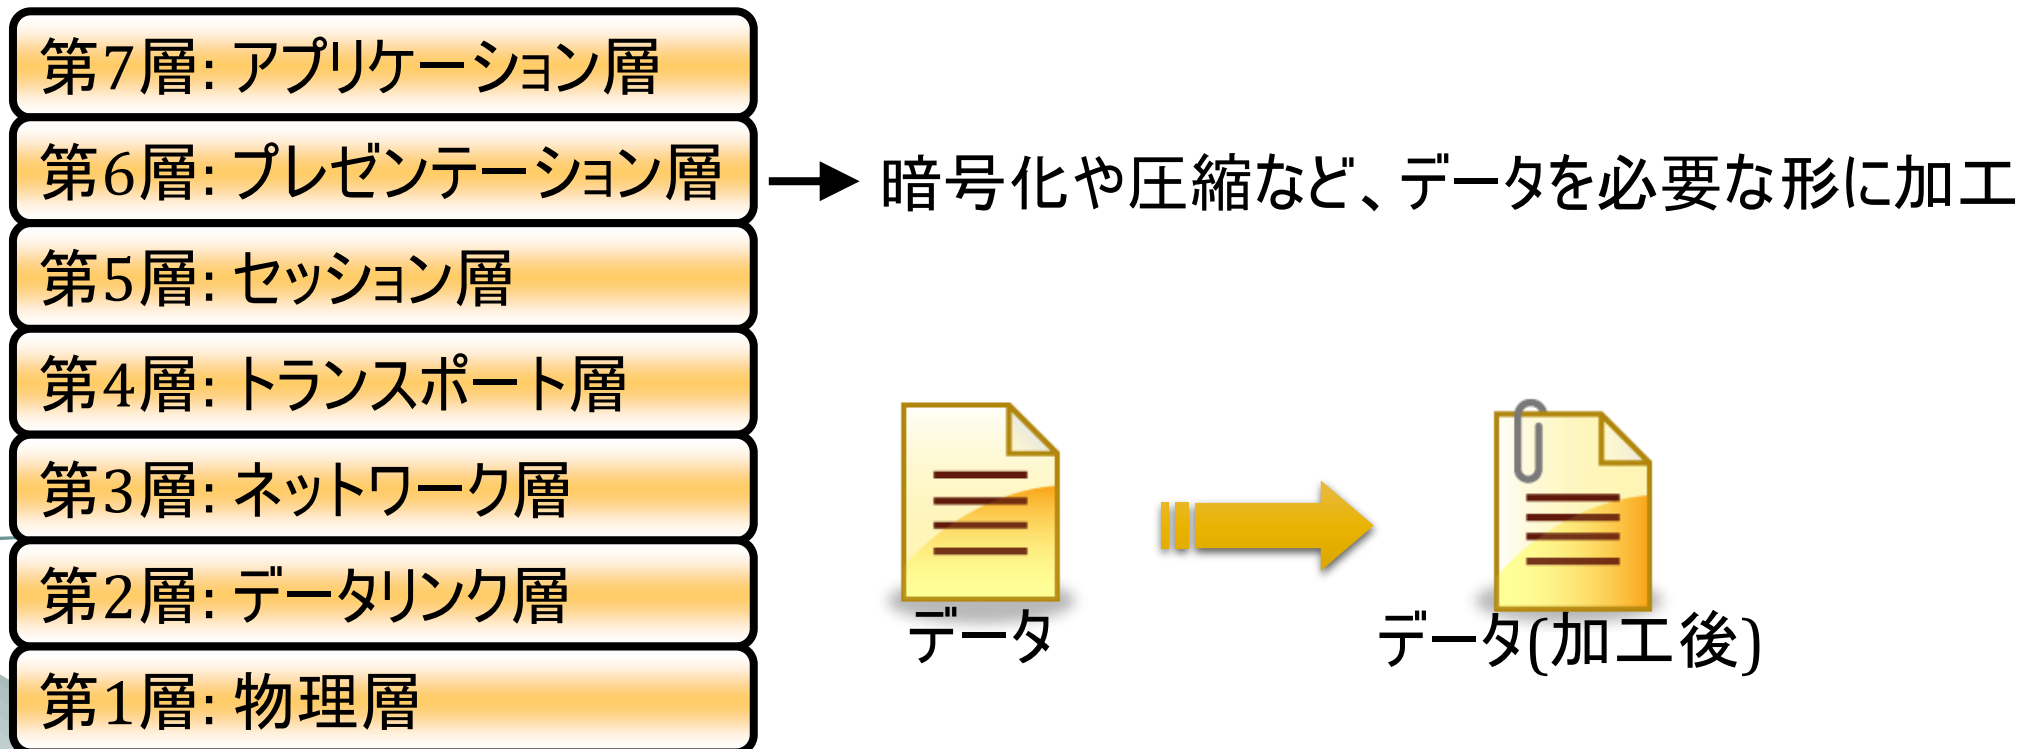 第7層: アプリケーション層
第6層: プレゼンテーション層
暗号化や圧縮など、データを必要な形に加工
第5層: セッション層
第4層: トランスポート層
第3層: ネットワーク層
第2層: データリンク層
第1層: 物理層
データ
データ(加工後)